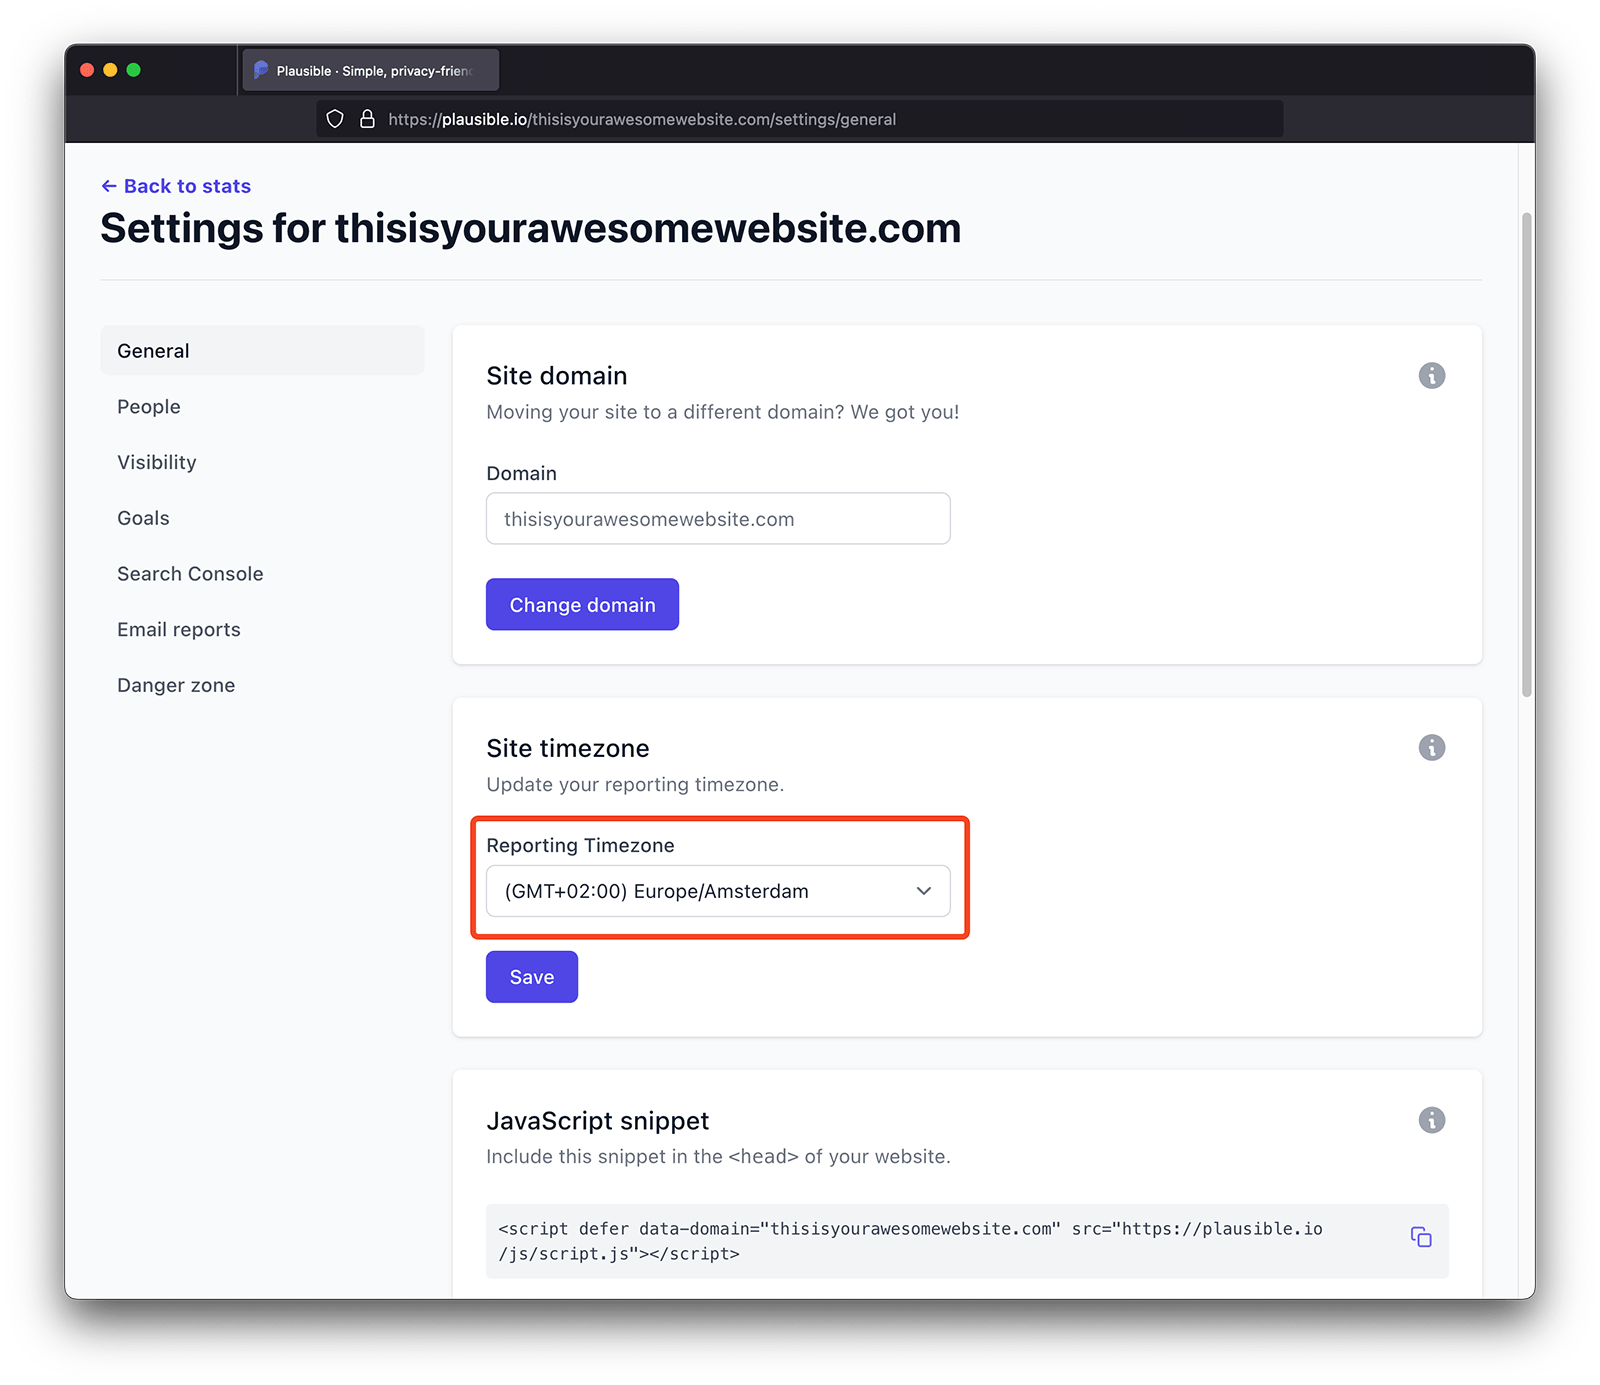 Plausible · Simple, privacy-frien
https://plausible.io/thisisyourawesomewebsite.com/settings/general
← Back to stats
Settings for thisisyourawesomewebsite.com
General
People
Visibility
Goals
Search Console
Email reports
Danger zone
Site domain
Moving your site to a different domain? We got you!
Domain
thisisyourawesomewebsite.com
Change domain
Site timezone
Update your reporting timezone.
Reporting Timezone
(GMT+02:00) Europe/Amsterdam
Save
JavaScript snippet
Include this snippet in the <head> of your website.
<script defer data-domain="thisisyourawesomewebsite.com" src="https://plausible.io
/js/script.js"></script>